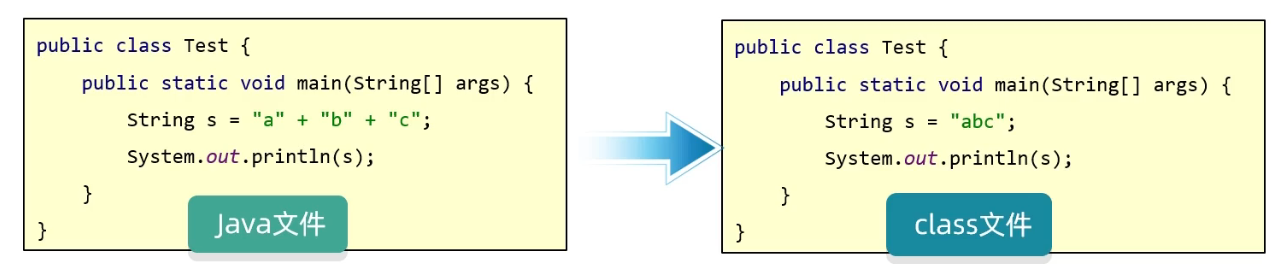 public class Test {
    public static void main(String[] args) {
        String s = "a" + "b" + "c";
        System.out.println(s);
    }
}
Java文件
public class Test {
    public static void main(String[] args) {
        String s = "abc";
        System.out.println(s);
    }
}
class文件